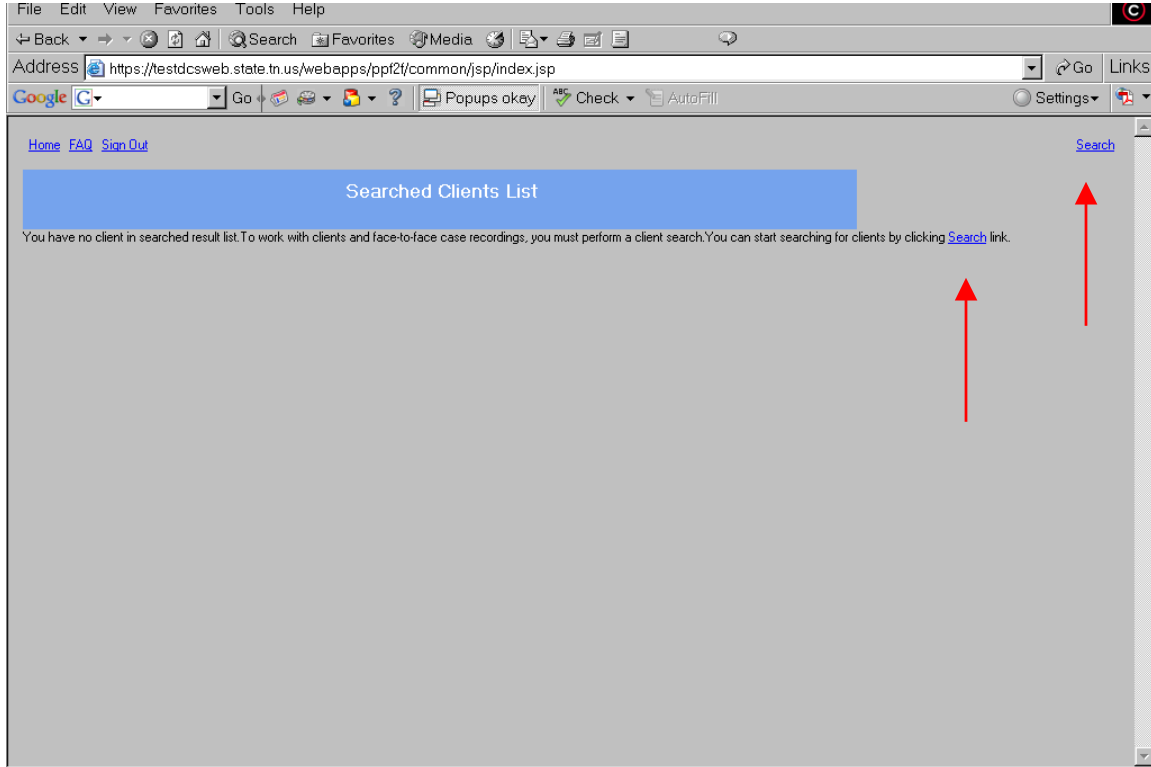 File Edit View Favorites Tools Help
Back Search Favorites Media
Address https://testdcsweb.state.tn.us/webapps/ppf2f/common/jsp/index.jsp Go Links
Google G Go Popups okay ABC Check AutoFill Settings
Home FAQ Sign Out Search
Searched Clients List
You have no client in searched result list.To work with clients and face-to-face case recordings, you must perform a client search.You can start searching for clients by clicking Search link.